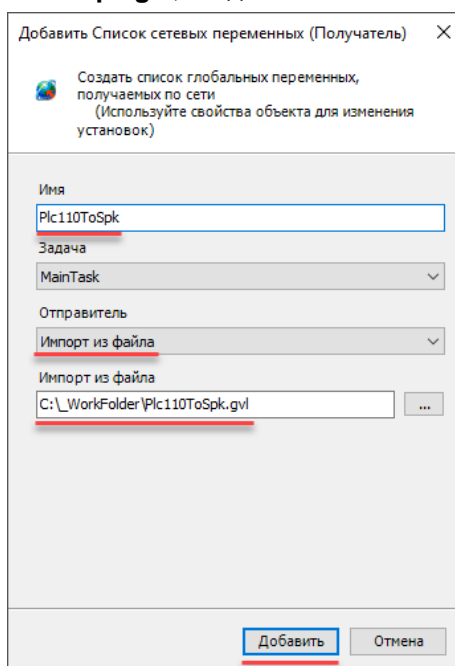 Добавить Список сетевых переменных (Получатель)
Создать список глобальных переменных,
получаемых по сети
(Используйте свойства объекта для изменения
установок)
Имя
Plc110ToSpk
Задача
MainTask
Отправитель
Импорт из файла
Импорт из файла
C:\_WorkFolder\Plc110ToSpk.gvl
...
Добавить
Отмена